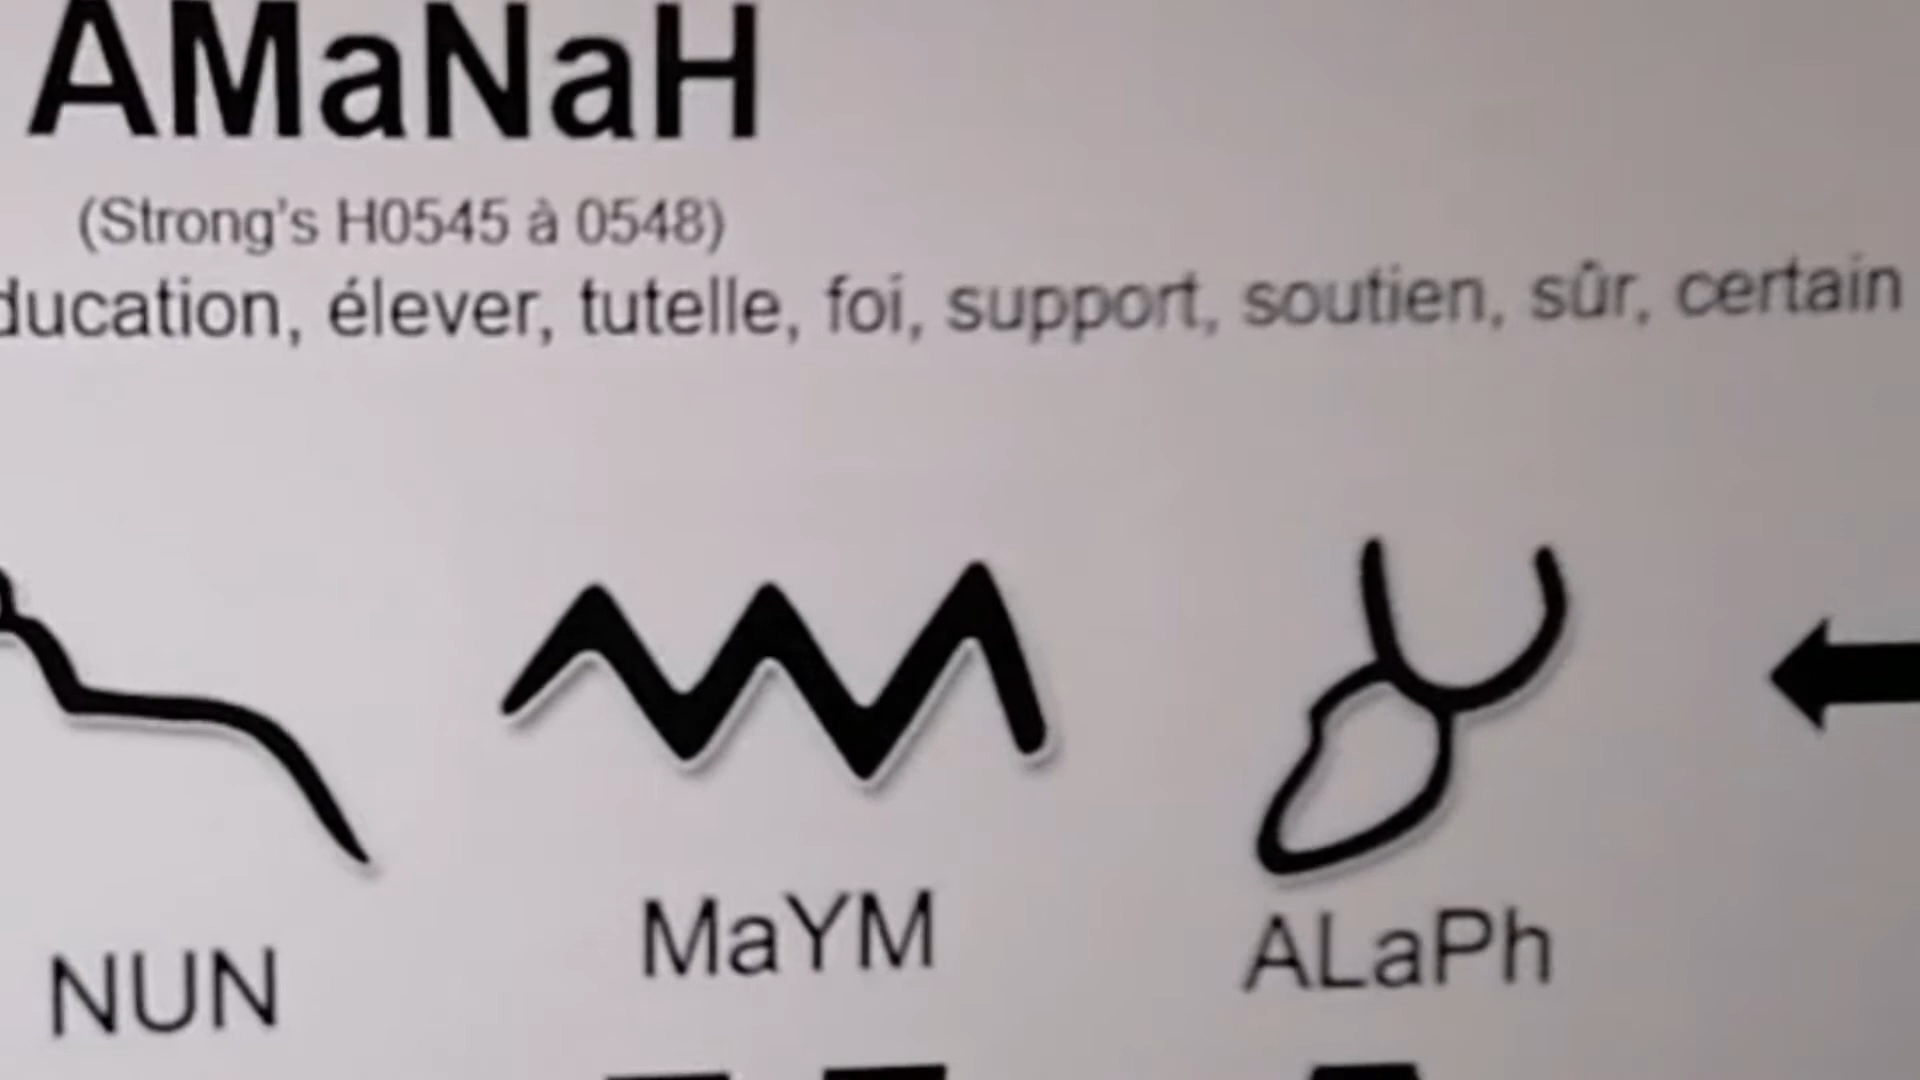 AMaNaH
(Strong's H0545 à 0548)
ducation, élever, tutelle, foi, support, soutien, sûr, certain
NUN MaYM ALaPh